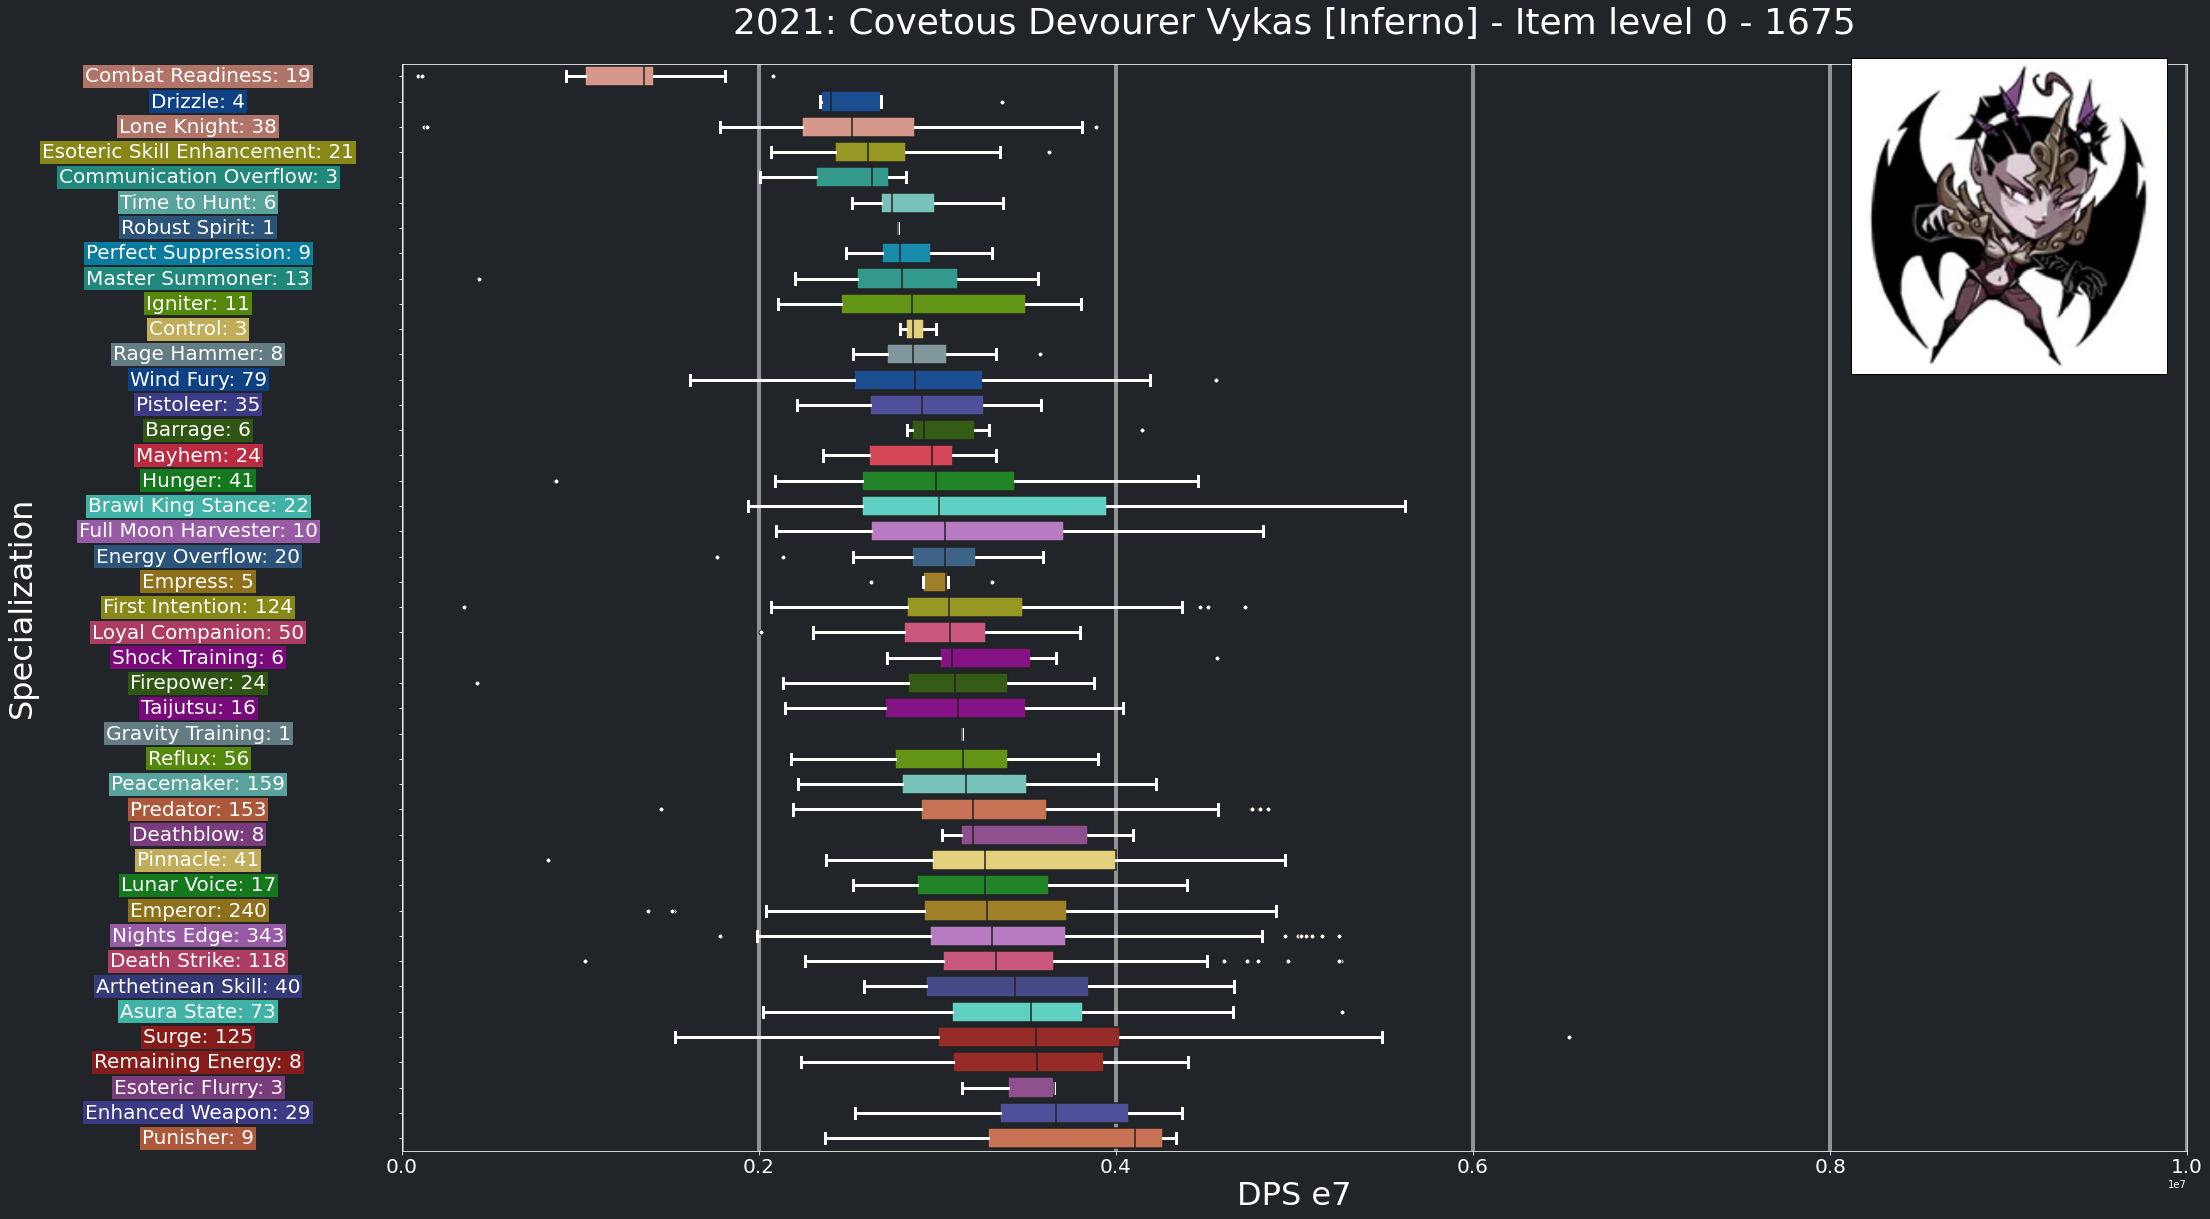 2021: Covetous Devourer Vykas [Inferno] - Item level 0 - 1675
Combat Readiness: 19
Drizzle: 4
Lone Knight: 38
Esoteric Skill Enhancement: 21
Communication Overflow: 3
Time to Hunt: 6
Robust Spirit: 1
Perfect Suppression: 9
Master Summoner: 13
Igniter: 11
Control: 3
Rage Hammer: 8
Wind Fury: 79
Pistoleer: 35
Barrage: 6
Mayhem: 24
Hunger: 41
Brawl King Stance: 22
Full Moon Harvester: 10
Energy Overflow: 20
Empress: 5
First Intention: 124
Loyal Companion: 50
Shock Training: 6
Firepower: 24
Taijutsu: 16
Gravity Training: 1
Reflux: 56
Peacemaker: 159
Predator: 153
Deathblow: 8
Pinnacle: 41
Lunar Voice: 17
Emperor: 240
Nights Edge: 343
Death Strike: 118
Arthetinean Skill: 40
Asura State: 73
Surge: 125
Remaining Energy: 8
Esoteric Flurry: 3
Enhanced Weapon: 29
Punisher: 9
Specialization
0.0 0.2 0.4 0.6 0.8 1.0
1e7
DPS e7